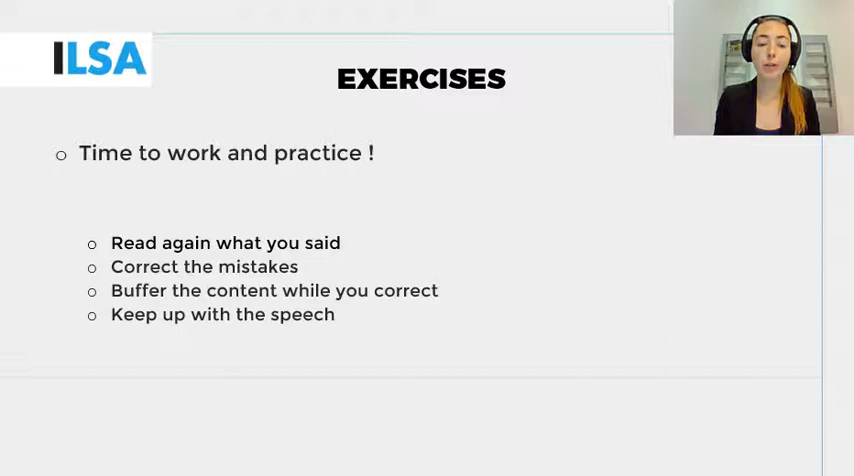 ILSA
EXERCISES
Time to work and practice !
Read again what you said
Correct the mistakes
Buffer the content while you correct
Keep up with the speech